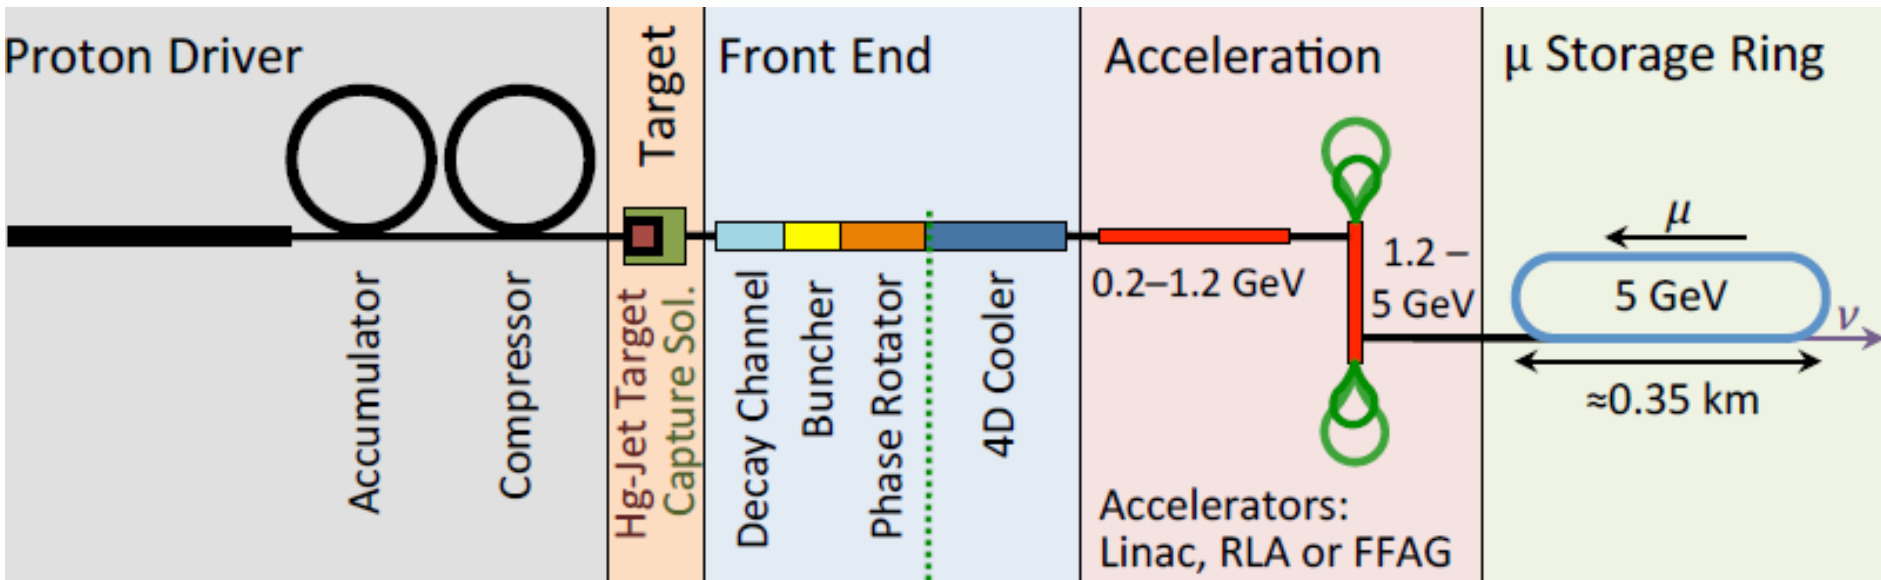 Proton Driver
Accumulator
Compressor
Target
Hg-Jet Target
Capture Sol.
Front End
Decay Channel
Buncher
Phase Rotator
4D Cooler
Acceleration
0.2–1.2 GeV
1.2 –
5 GeV
Accelerators:
Linac, RLA or FFAG
μ Storage Ring
μ
5 GeV
ν
≈0.35 km